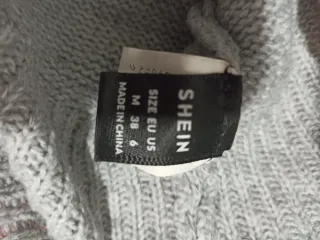 SHEIN
SIZE EU US
M 38 6
MADE IN CHINA